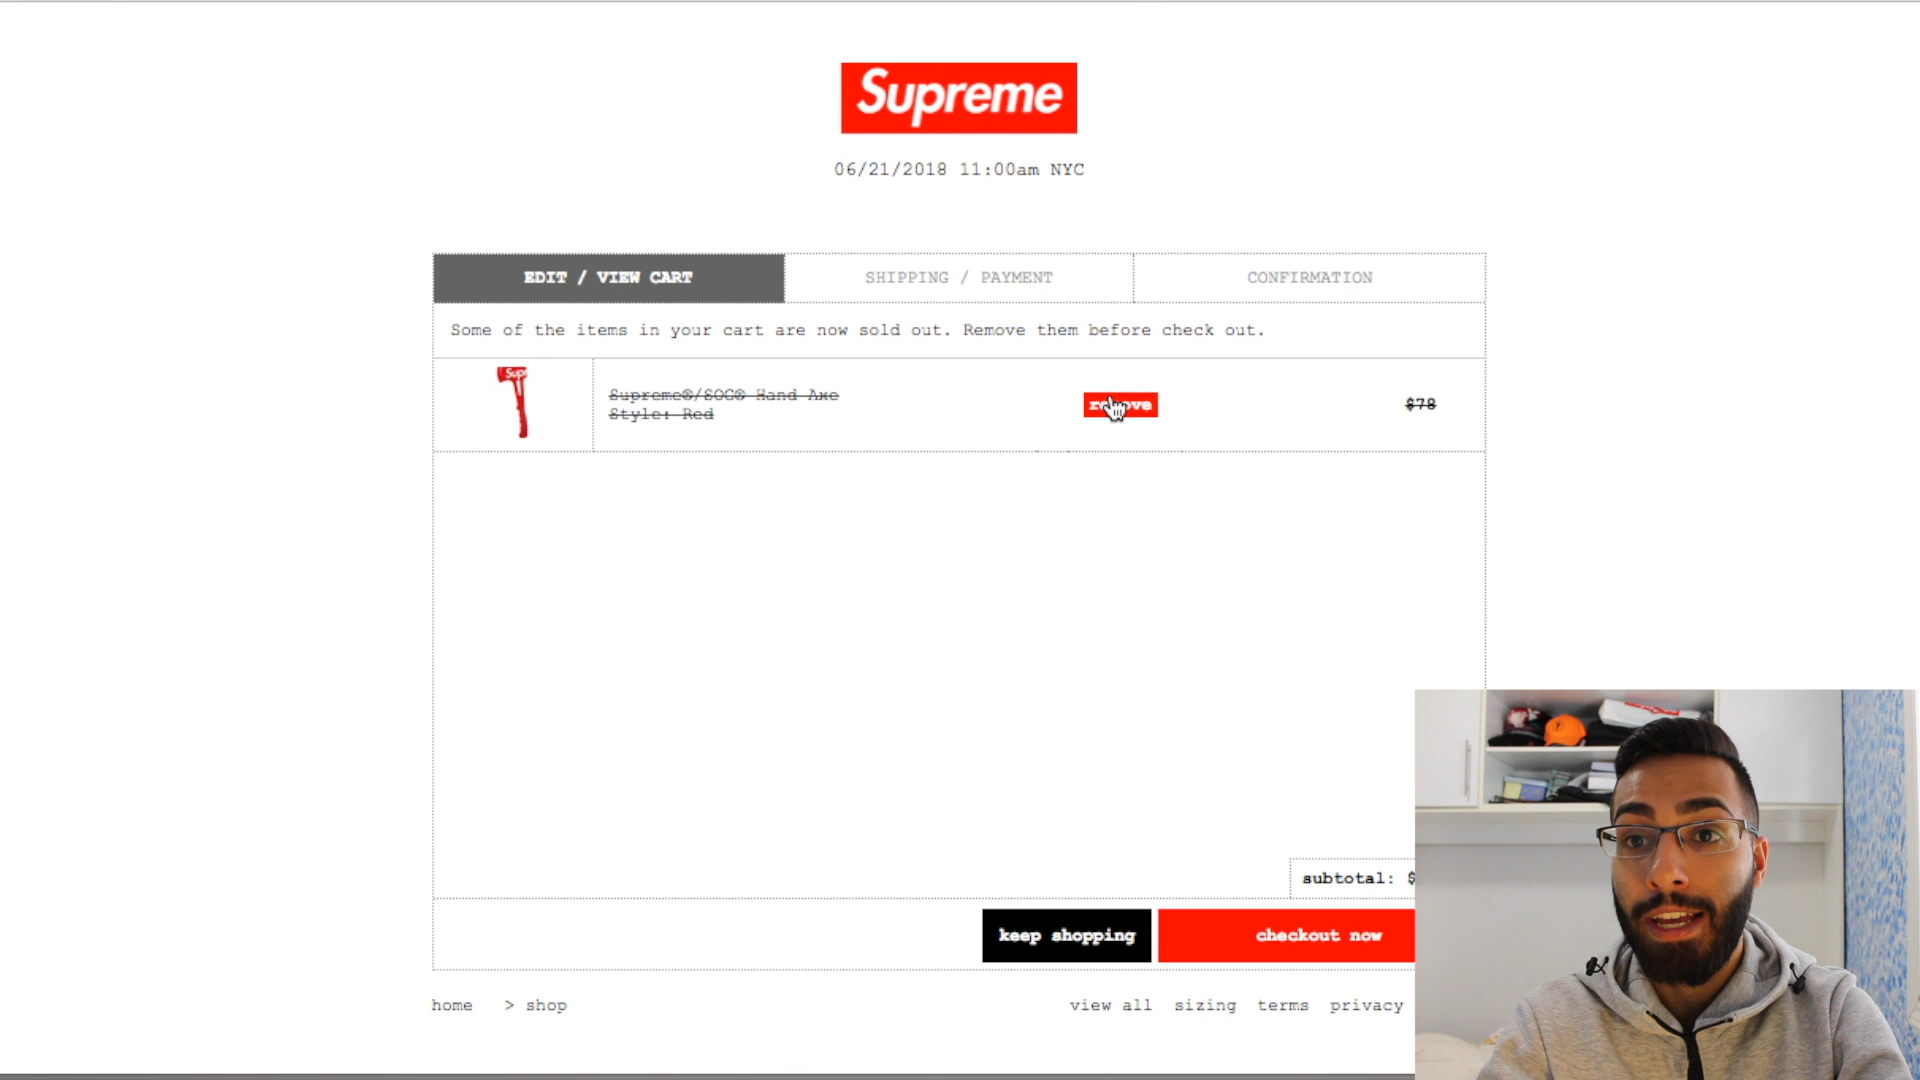 Supreme
06/21/2018 11:00am NYC
EDIT / VIEW CART
SHIPPING / PAYMENT
CONFIRMATION
Some of the items in your cart are now sold out. Remove them before check out.
Supr
Supreme®/SOG® Hand Axe
Style: Red
remove
$78
subtotal: $
keep shopping
checkout now
home > shop
view all sizing terms privacy